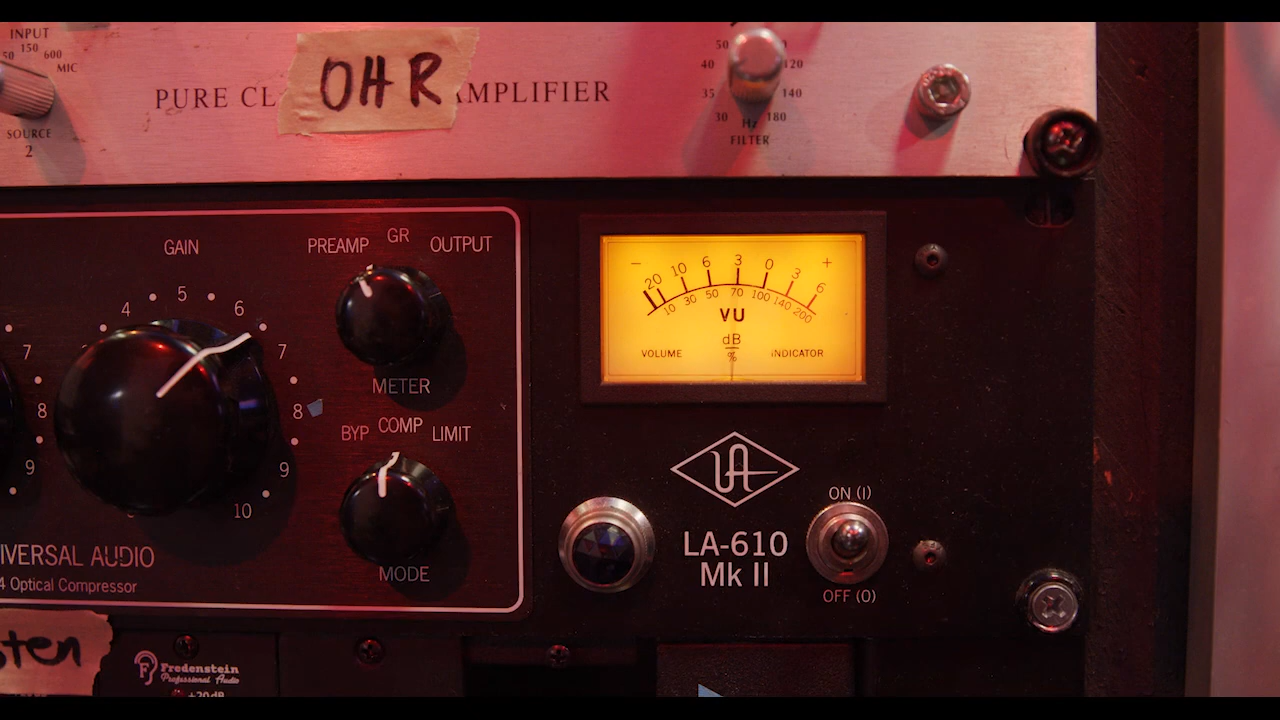 INPUT
50 150 600
MIC
SOURCE
2
PURE CL
OHR
AMPLIFIER
50
40 120
35 140
30 Hz 180
FILTER
GAIN
4 5 6
7 7
8 8
9 9
10
PREAMP GR OUTPUT
METER
BYP COMP LIMIT
MODE
IVERSAL AUDIO
4 Optical Compressor
− 20 10 6 3 0 3 6 +
10 30 50 70 100 140 200
VU
dB
%
VOLUME INDICATOR
UA
LA-610
Mk II
ON (I)
OFF (O)
sten
F
Fredenstein
Professional Audio
+20dB